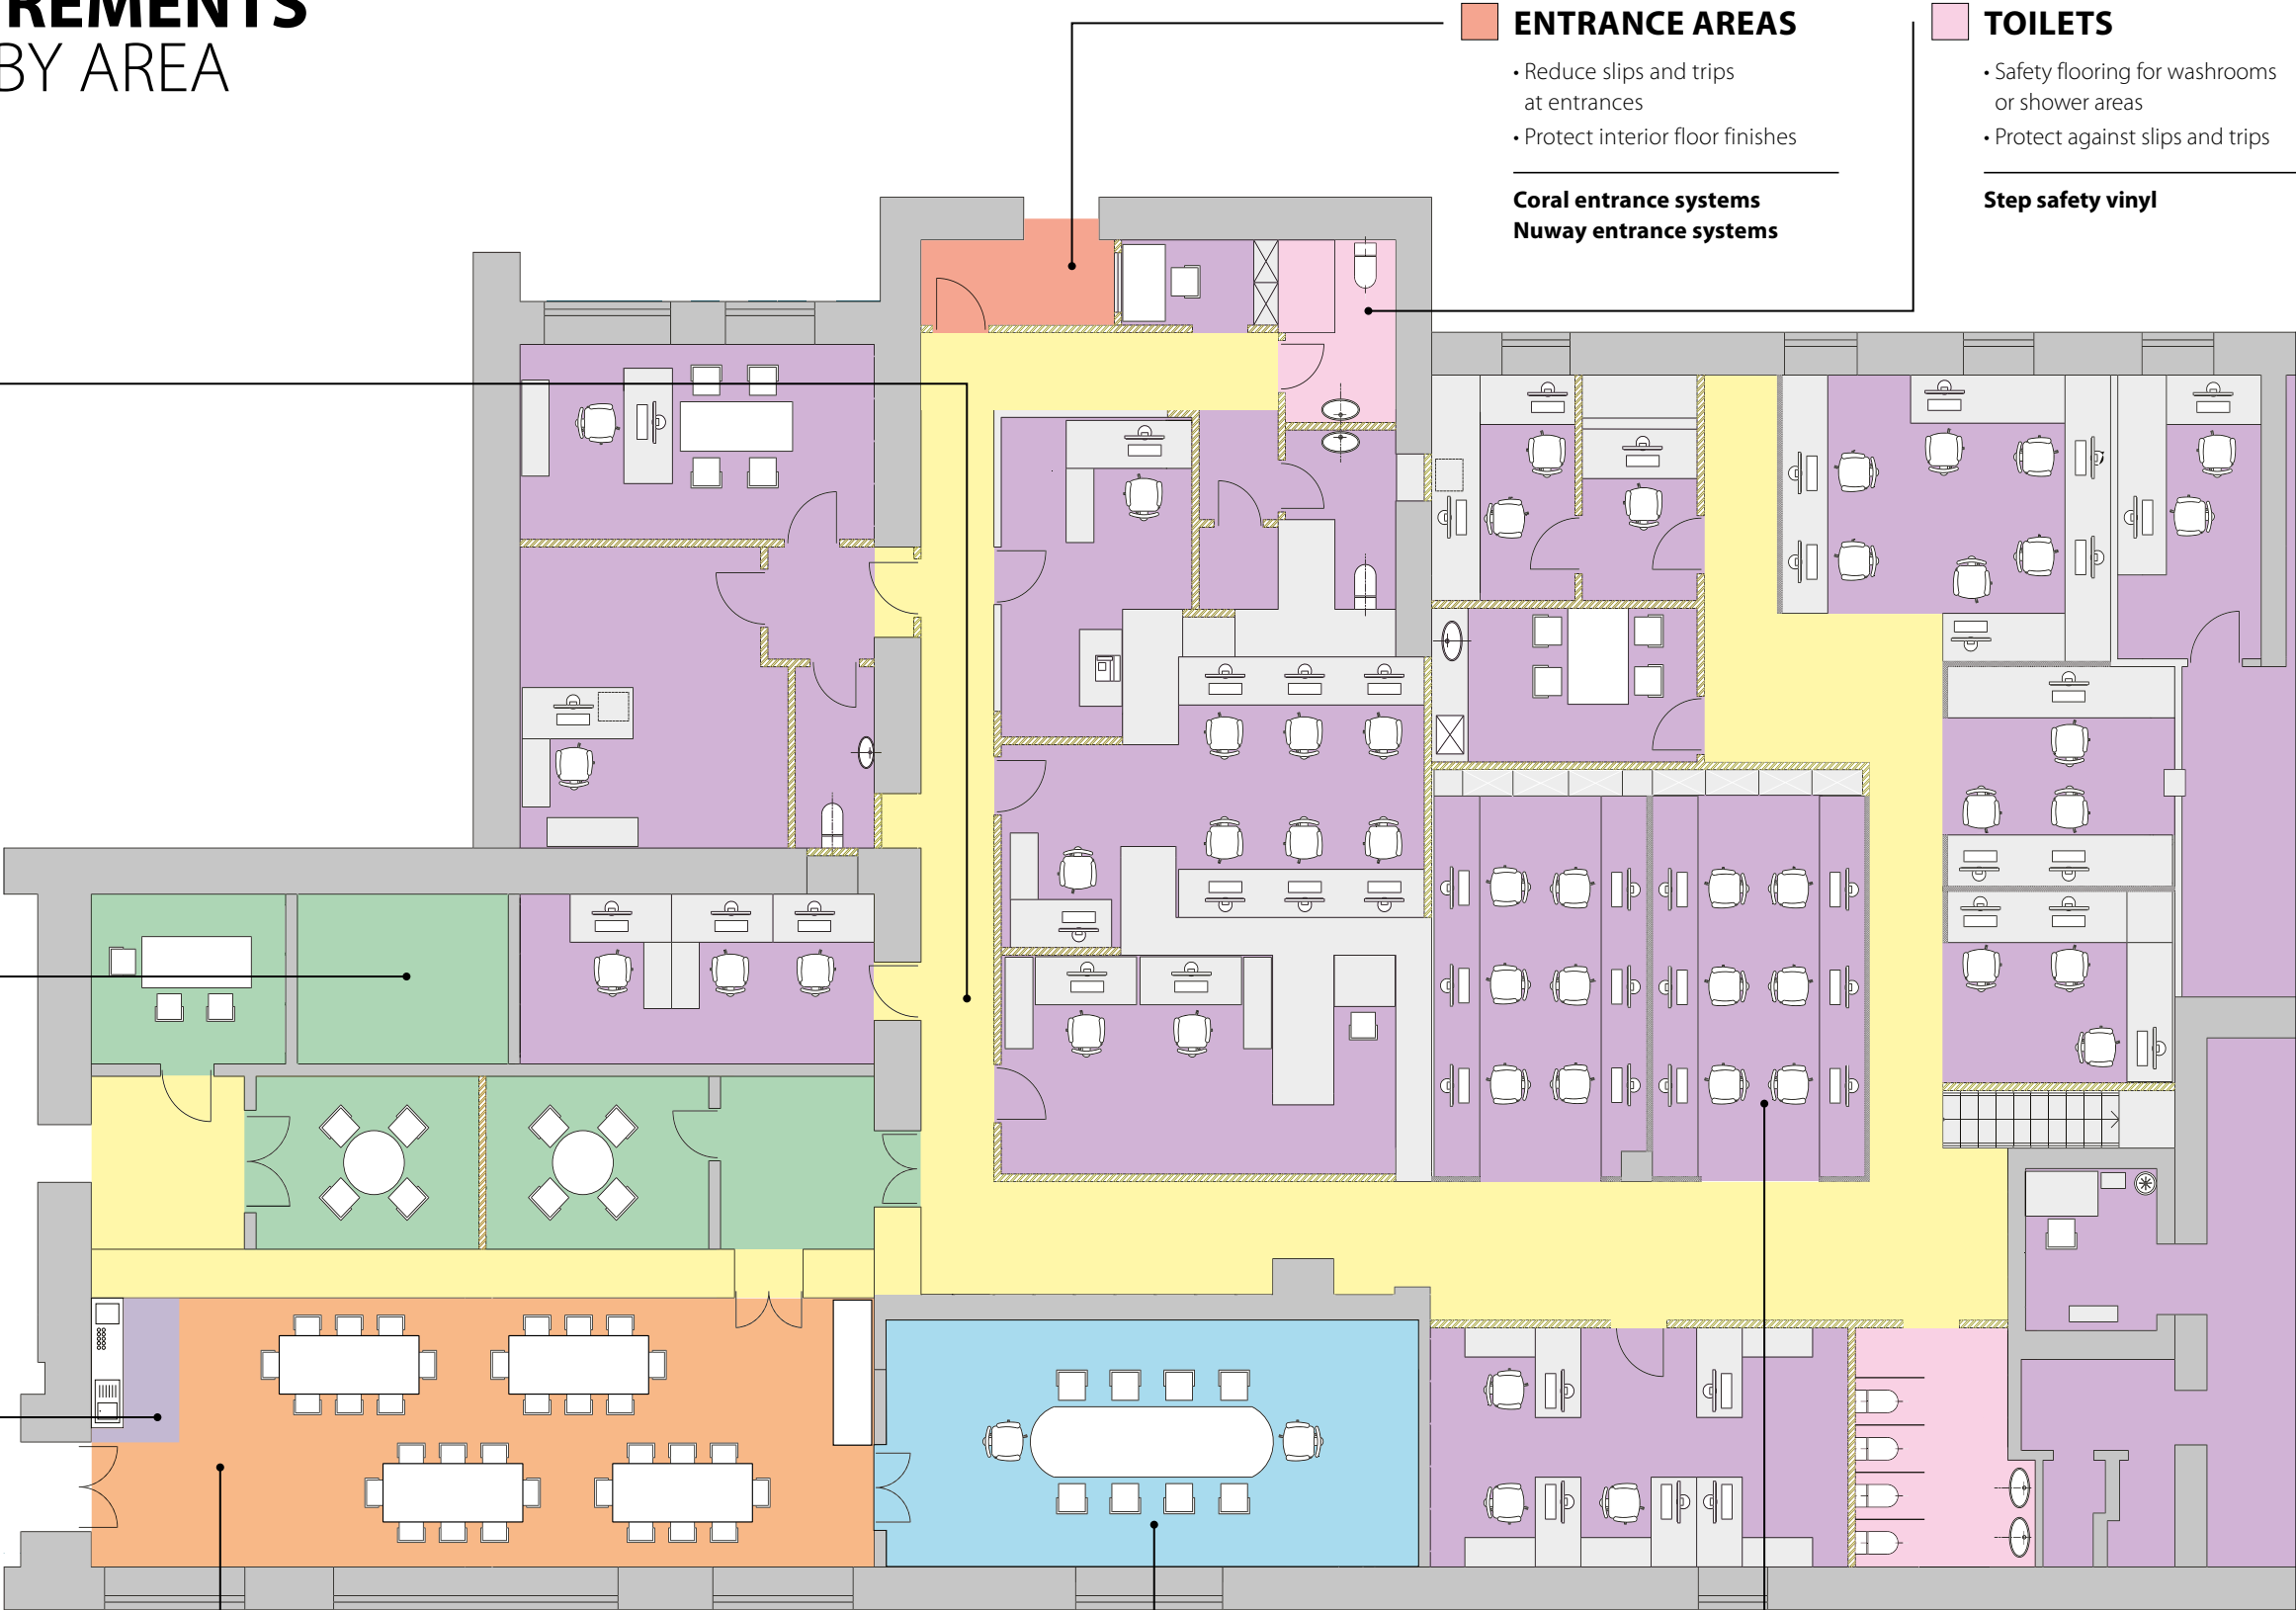 REMENTS
BY AREA
ENTRANCE AREAS
• Reduce slips and trips
at entrances
• Protect interior floor finishes
Coral entrance systems
Nuway entrance systems
TOILETS
• Safety flooring for washrooms
or shower areas
• Protect against slips and trips
Step safety vinyl